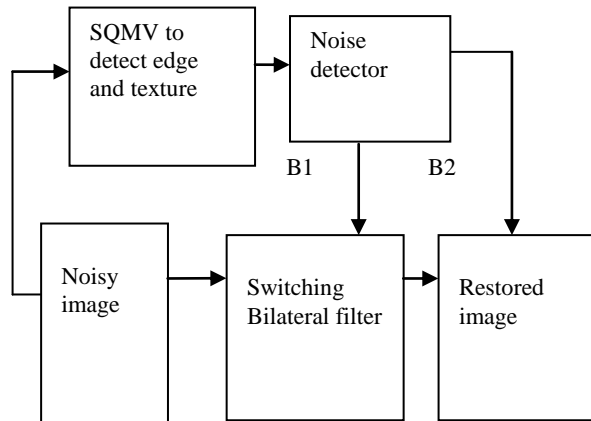 SQMV to
detect edge
and texture
Noise
detector
B1
B2
Noisy
image
Switching
Bilateral filter
Restored
image